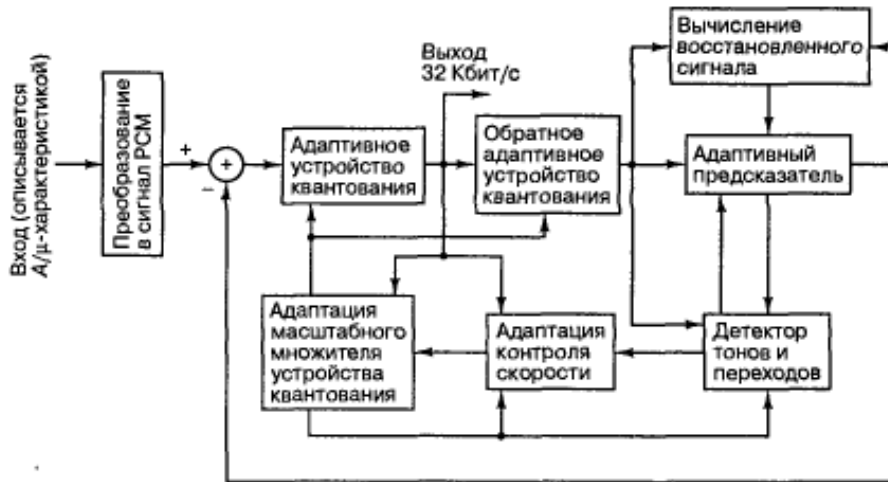 Вход (описывается
А/μ-характеристикой)
Преобразование
в сигнал РСМ
+
−
+
Адаптивное
устройство
квантования
Выход
32 Кбит/с
Обратное
адаптивное
устройство
квантования
Вычисление
восстановленного
сигнала
Адаптивный
предсказатель
Адаптация
масштабного
множителя
устройства
квантования
Адаптация
контроля
скорости
Детектор
тонов и
переходов